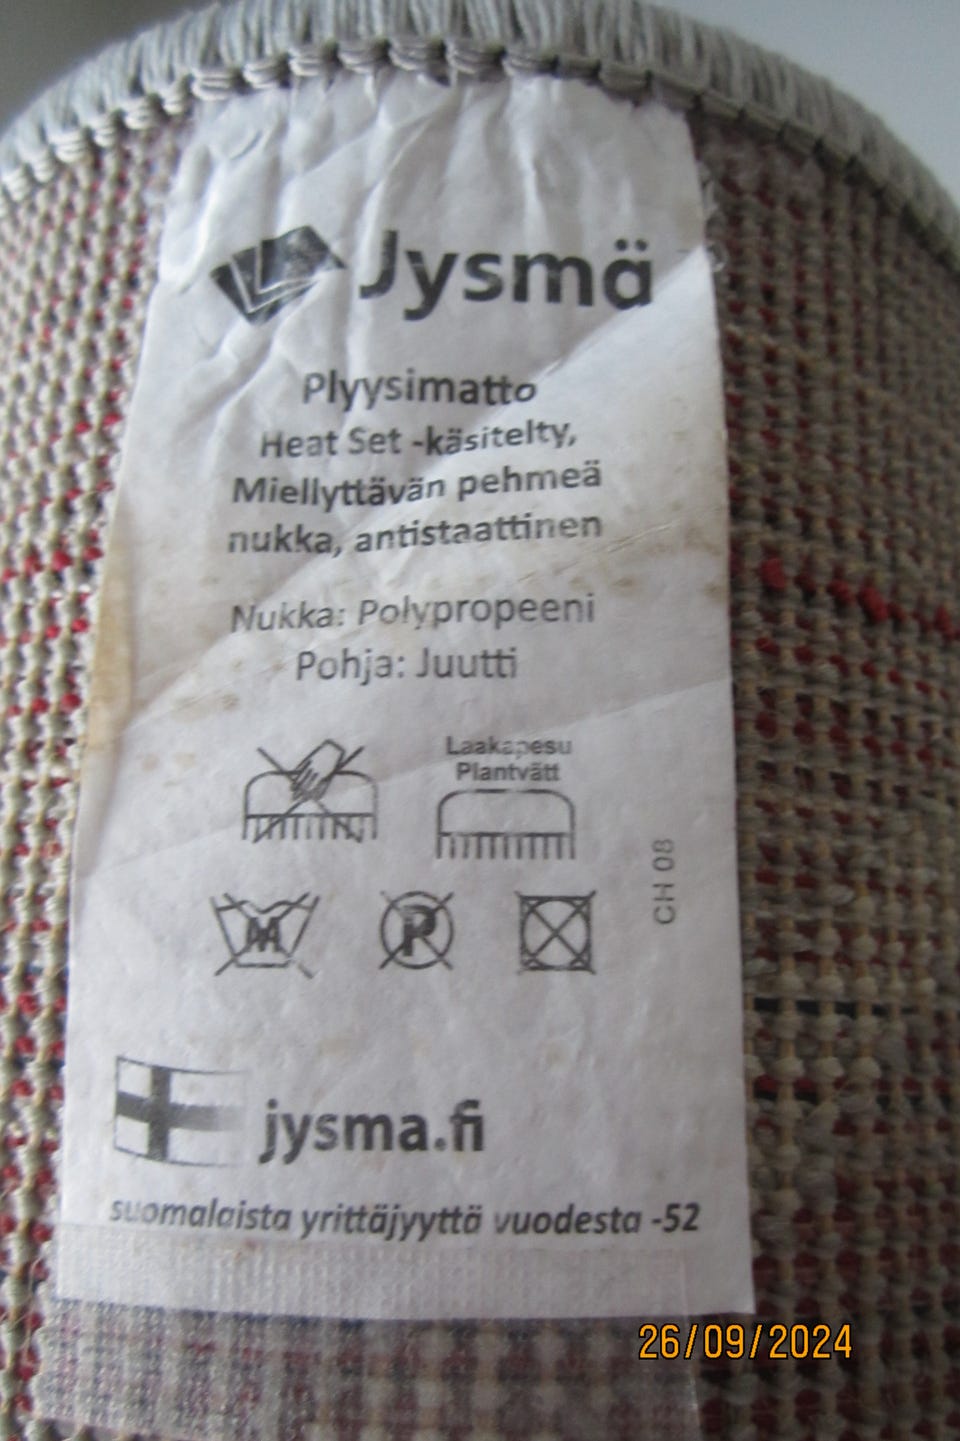 Jysmä
Plyysimatto
Heat Set -käsitelty,
Miellyttävän pehmeä
nukka, antistaattinen
Nukka: Polypropeeni
Pohja: Juutti
Laakapesu
Plantvätt
CH 08
M
P
jysma.fi
suomalaista yrittäjyyttä vuodesta -52
26/09/2024